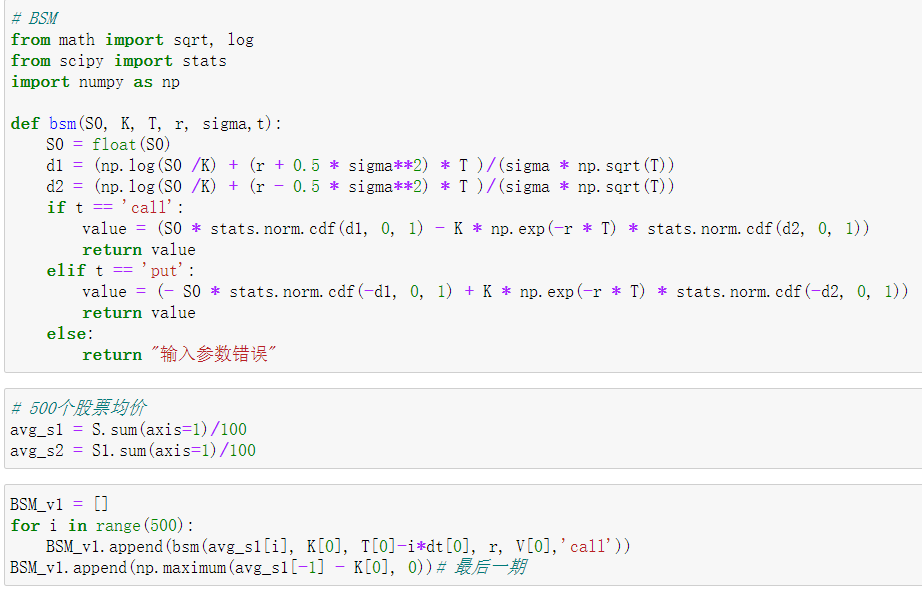 # BSM
from math import sqrt, log
from scipy import stats
import numpy as np
def bsm(S0, K, T, r, sigma,t):
    S0 = float(S0)
    d1 = (np.log(S0 /K) + (r + 0.5 * sigma**2) * T )/(sigma * np.sqrt(T))
    d2 = (np.log(S0 /K) + (r - 0.5 * sigma**2) * T )/(sigma * np.sqrt(T))
    if t == 'call':
        value = (S0 * stats.norm.cdf(d1, 0, 1) - K * np.exp(-r * T) * stats.norm.cdf(d2, 0, 1))
        return value
    elif t == 'put':
        value = (- S0 * stats.norm.cdf(-d1, 0, 1) + K * np.exp(-r * T) * stats.norm.cdf(-d2, 0, 1))
        return value
    else:
        return "输入参数错误"
# 500个股票均价
avg_s1 = S.sum(axis=1)/100
avg_s2 = S1.sum(axis=1)/100
BSM_v1 = []
for i in range(500):
    BSM_v1.append(bsm(avg_s1[i], K[0], T[0]-i*dt[0], r, V[0],'call'))
BSM_v1.append(np.maximum(avg_s1[-1] - K[0], 0))# 最后一期